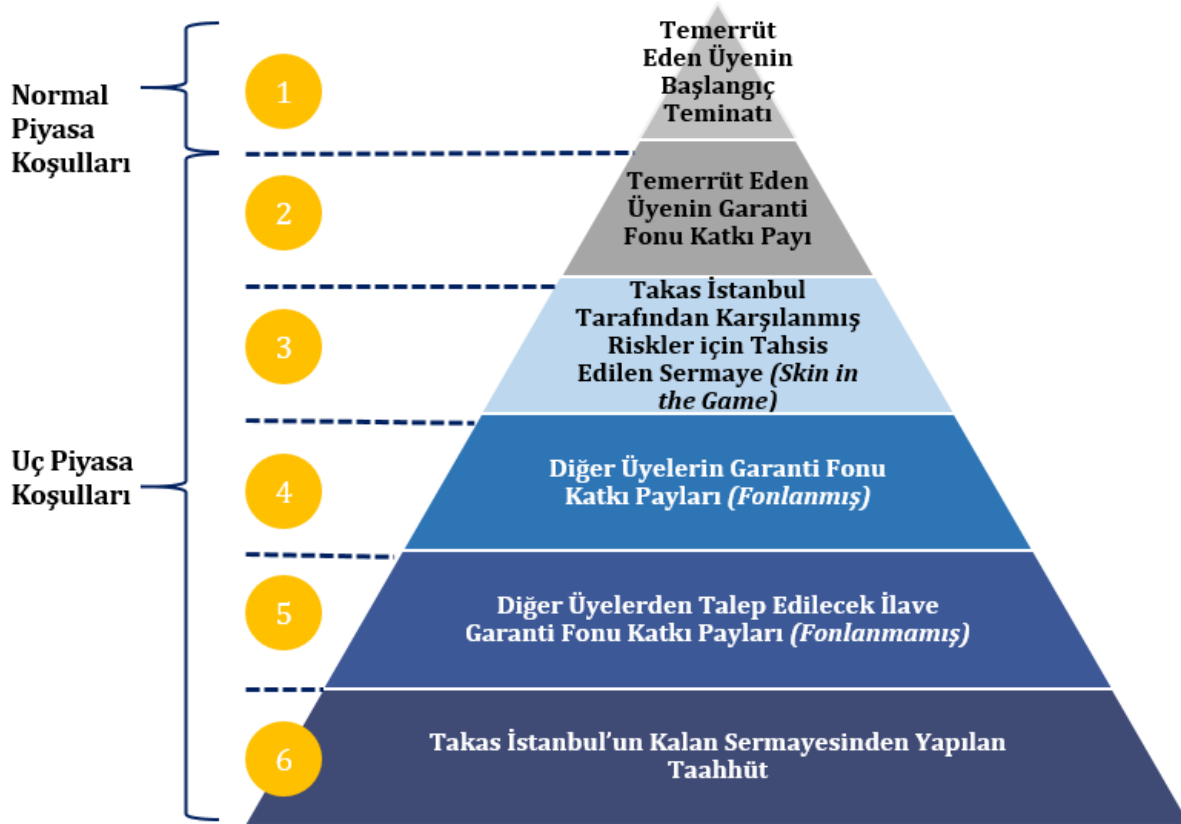 Normal
Piyasa
Koşulları
Uç Piyasa
Koşulları
1
Temerrüt
Eden Üyenin
Başlangıç
Teminatı
2
Temerrüt Eden
Üyenin Garanti
Fonu Katkı Payı
3
Takas İstanbul
Tarafından Karşılanmış
Riskler için Tahsis
Edilen Sermaye (Skin in
the Game)
4
Diğer Üyelerin Garanti Fonu
Katkı Payları (Fonlanmış)
5
Diğer Üyelerden Talep Edilecek İlave
Garanti Fonu Katkı Payları (Fonlanmamış)
6
Takas İstanbul’un Kalan Sermayesinden Yapılan
Taahhüt